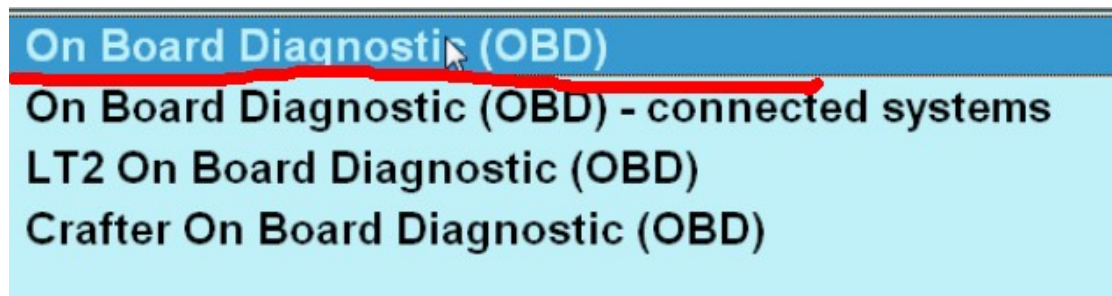 On Board Diagnostic (OBD)
On Board Diagnostic (OBD) - connected systems
LT2 On Board Diagnostic (OBD)
Crafter On Board Diagnostic (OBD)